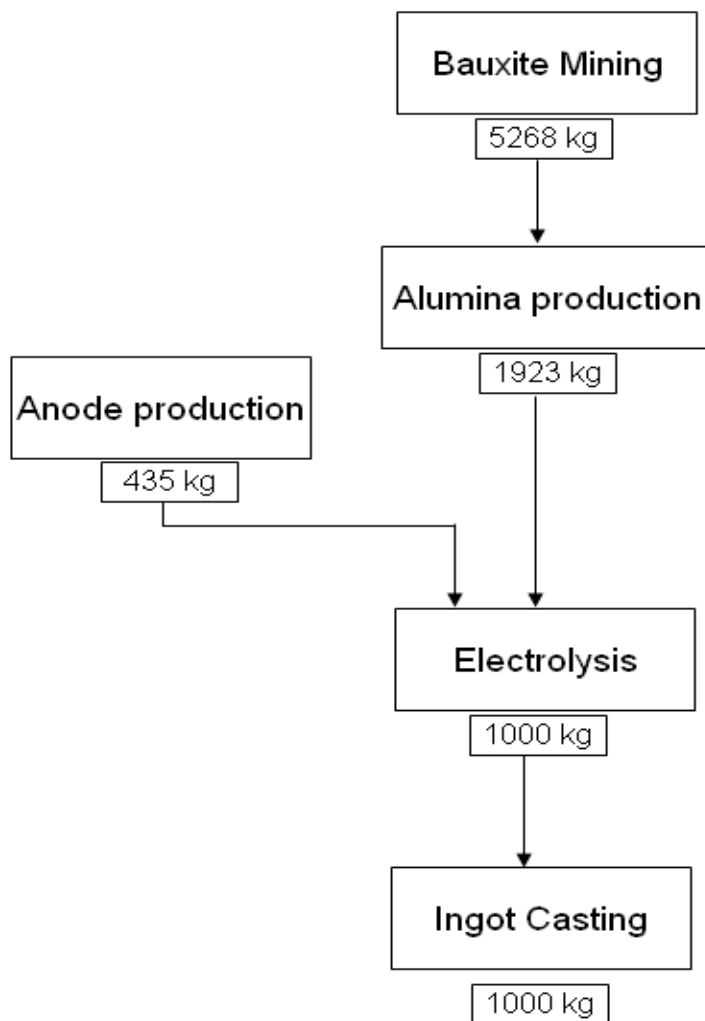 Bauxite Mining
5268 kg
Alumina production
1923 kg
Anode production
435 kg
Electrolysis
1000 kg
Ingot Casting
1000 kg